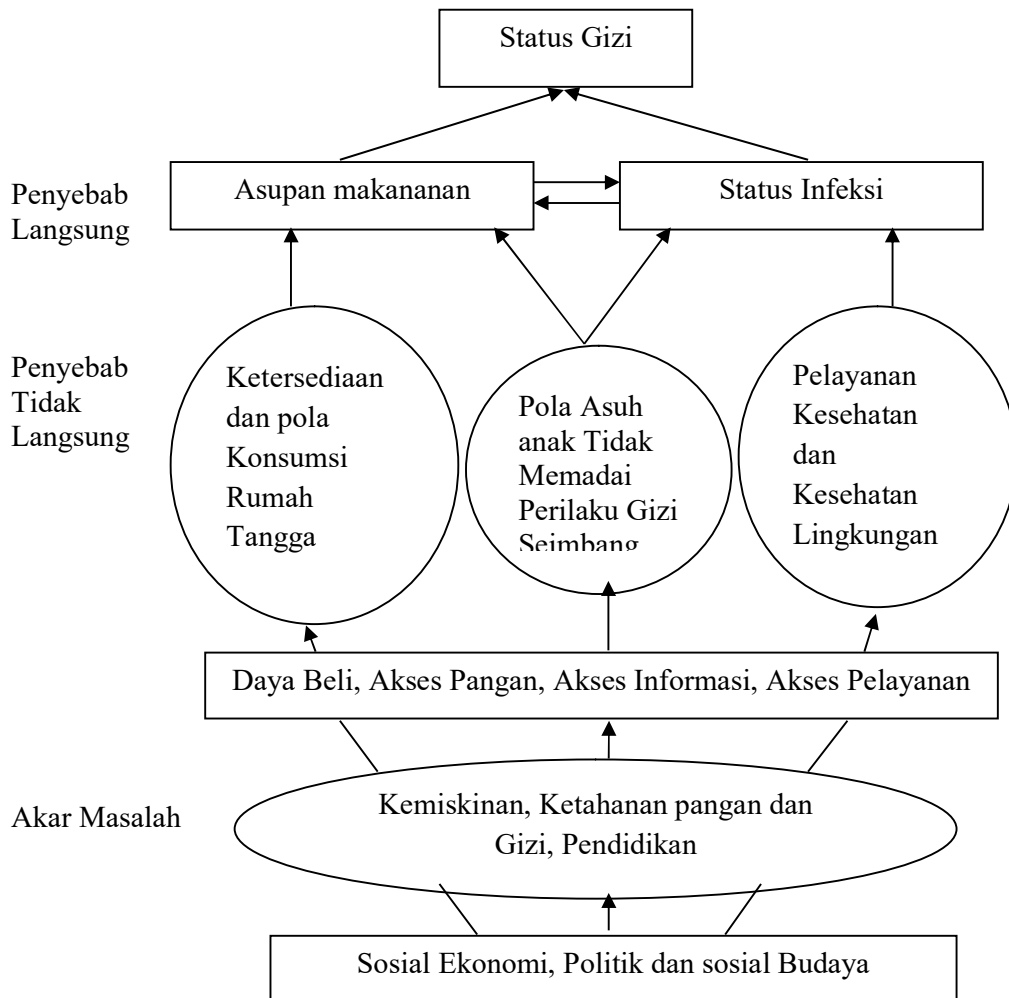 Status Gizi
Penyebab
Langsung
Asupan makananan
Status Infeksi
Penyebab
Tidak
Langsung
Ketersediaan
dan pola
Konsumsi
Rumah
Tangga
Pola Asuh
anak Tidak
Memadai
Perilaku Gizi
Seimbang
Pelayanan
Kesehatan
dan
Kesehatan
Lingkungan
Daya Beli, Akses Pangan, Akses Informasi, Akses Pelayanan
Akar Masalah
Kemiskinan, Ketahanan pangan dan
Gizi, Pendidikan
Sosial Ekonomi, Politik dan sosial Budaya